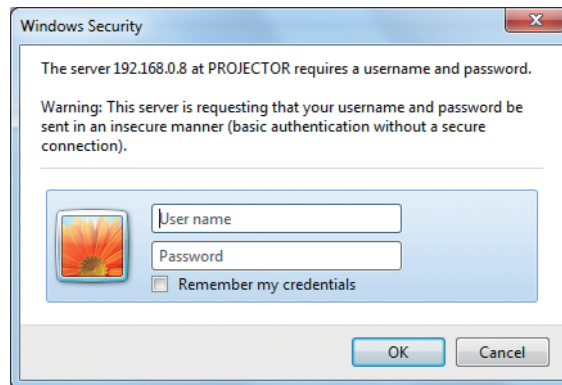 Windows Security
The server 192.168.0.8 at PROJECTOR requires a username and password.
Warning: This server is requesting that your username and password be
sent in an insecure manner (basic authentication without a secure
connection).
User name
Password
Remember my credentials
OK
Cancel